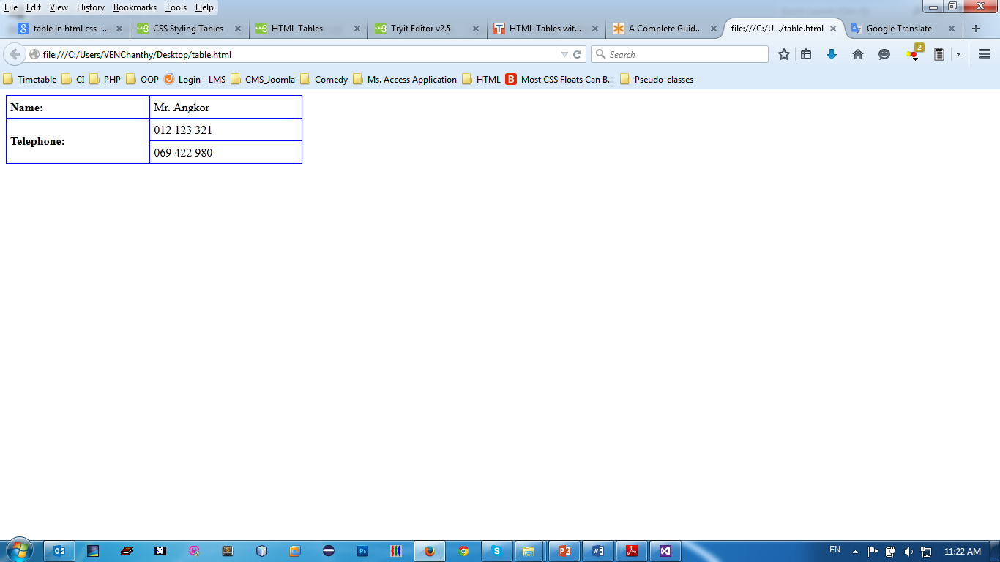 File Edit View History Bookmarks Tools Help
table in html css -... CSS Styling Tables HTML Tables Tryit Editor v2.5 HTML Tables wit... A Complete Guid... file:///C:/U.../table.html Google Translate
file:///C:/Users/VENChanthy/Desktop/table.html Search 2
Timetable CI PHP OOP Login - LMS CMS_Joomla Comedy Ms. Access Application HTML B Most CSS Floats Can B... Pseudo-classes
Name: Mr. Angkor
Telephone: 012 123 321
069 422 980
EN 11:22 AM